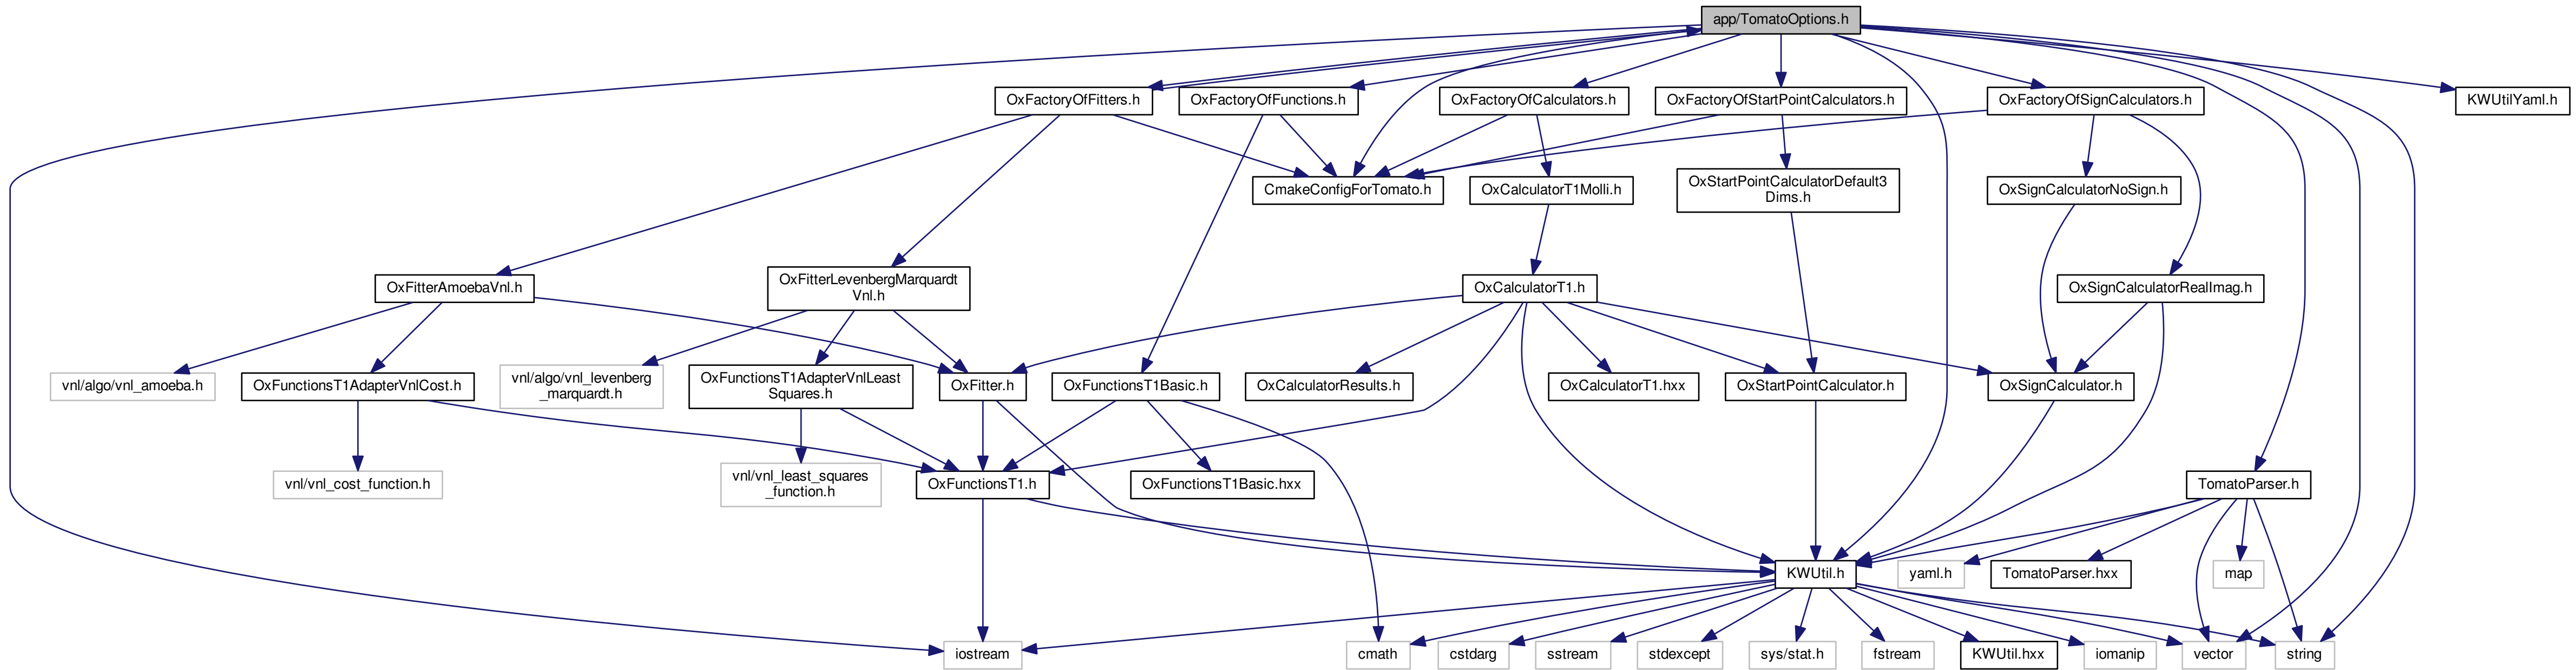 app/TomatoOptions.h
OxFactoryOfFitters.h
OxFactoryOfFunctions.h
OxFactoryOfCalculators.h
OxFactoryOfStartPointCalculators.h
OxFactoryOfSignCalculators.h
KWUtilYaml.h
CmakeConfigForTomato.h
OxCalculatorT1Molli.h
OxStartPointCalculatorDefault3
Dims.h
OxSignCalculatorNoSign.h
OxFitterAmoebaVnl.h
OxFitterLevenbergMarquardt
Vnl.h
OxCalculatorT1.h
OxSignCalculatorRealImag.h
vnl/algo/vnl_amoeba.h
OxFunctionsT1AdapterVnlCost.h
vnl/algo/vnl_levenberg
_marquardt.h
OxFunctionsT1AdapterVnlLeast
Squares.h
OxFitter.h
OxFunctionsT1Basic.h
OxCalculatorResults.h
OxCalculatorT1.hxx
OxStartPointCalculator.h
OxSignCalculator.h
vnl/vnl_cost_function.h
vnl/vnl_least_squares
_function.h
OxFunctionsT1.h
OxFunctionsT1Basic.hxx
TomatoParser.h
KWUtil.h
yaml.h
TomatoParser.hxx
map
iostream
cmath
cstdarg
sstream
stdexcept
sys/stat.h
fstream
KWUtil.hxx
iomanip
vector
string